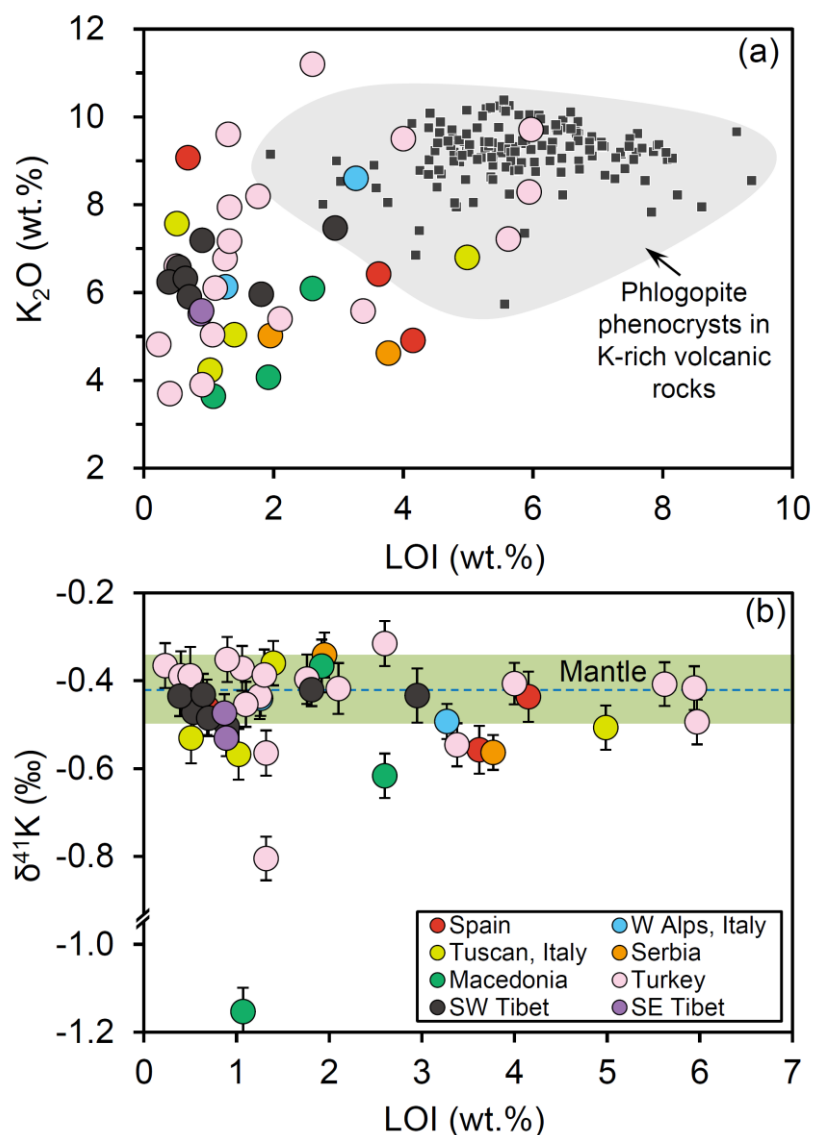 (a)
12
10
8
6
4
2
K₂O (wt.%)
Phlogopite
phenocrysts in
K-rich volcanic
rocks
0 2 4 6 8 10
LOI (wt.%)
(b)
-0.2
-0.4
-0.6
-0.8
-1.0
-1.2
δ⁴¹K (‰)
Mantle
Spain W Alps, Italy
Tuscan, Italy Serbia
Macedonia Turkey
SW Tibet SE Tibet
0 1 2 3 4 5 6 7
LOI (wt.%)